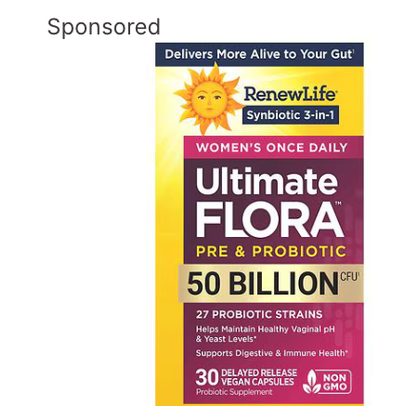 Sponsored
Delivers More Alive to Your Gut†
RenewLife®
Synbiotic 3-in-1
WOMEN'S ONCE DAILY
Ultimate
FLORA™
PRE & PROBIOTIC
50 BILLION CFU†
27 PROBIOTIC STRAINS
Helps Maintain Healthy Vaginal pH
& Yeast Levels*
Supports Digestive & Immune Health*
30 DELAYED RELEASE
VEGAN CAPSULES
Probiotic Supplement
NON
GMO